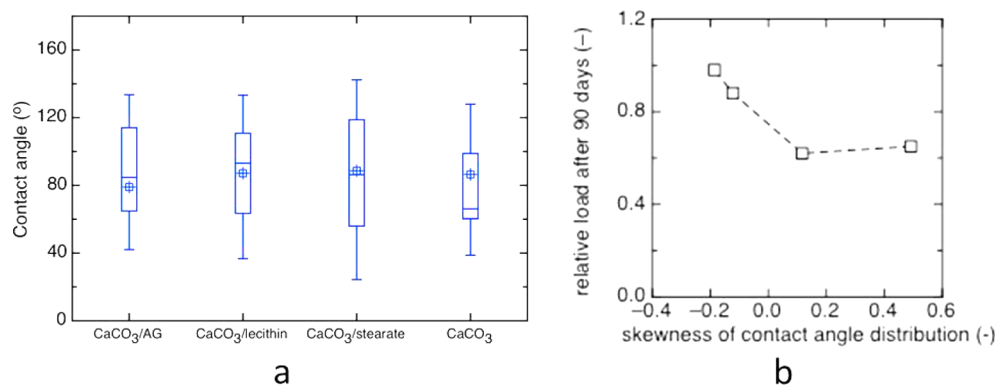 160
120
80
40
0
Contact angle (º)
CaCO3/AG
CaCO3/lecithin
CaCO3/stearate
CaCO3
a
1.2
0.8
0.4
0.0
relative load after 90 days (–)
−0.4 −0.2 0.0 0.2 0.4 0.6
skewness of contact angle distribution (-)
b